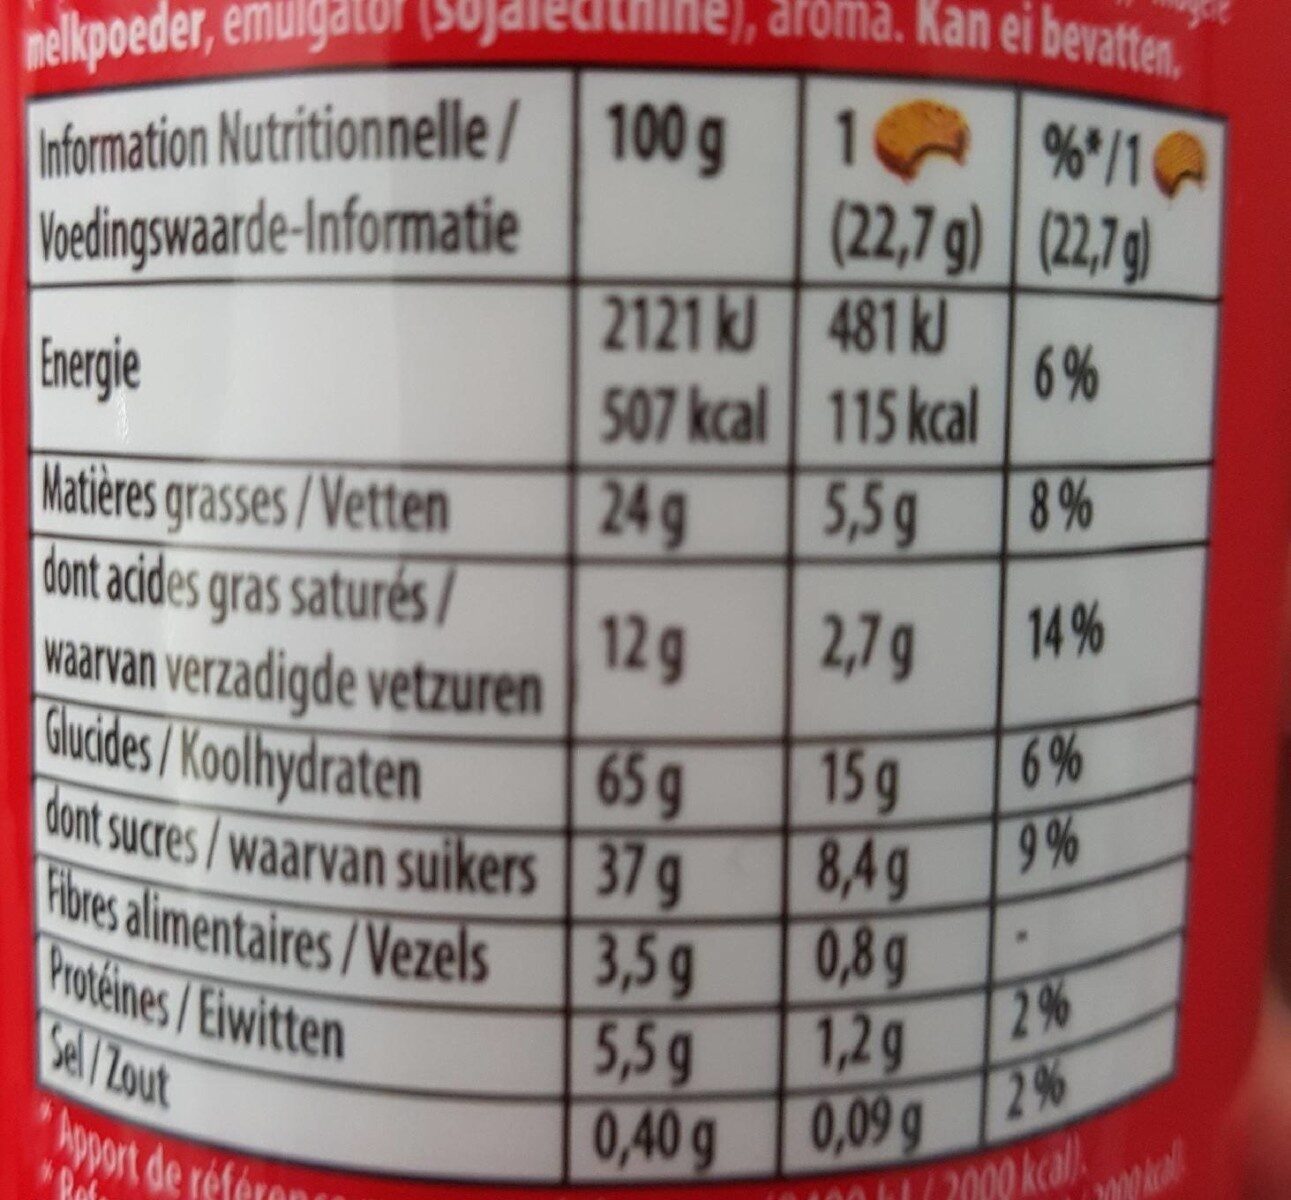 melkpoeder, emulgator (sojalecithine), aroma. Kan ei bevatten.
Information Nutritionnelle / 100 g 1 %*/1
Voedingswaarde-Informatie (22,7 g) (22,7 g)
Energie 2121 kJ 481 kJ 6 %
507 kcal 115 kcal
Matières grasses / Vetten 24 g 5,5 g 8 %
dont acides gras saturés /
waarvan verzadigde vetzuren 12 g 2,7 g 14 %
Glucides / Koolhydraten 65 g 15 g 6 %
dont sucres / waarvan suikers 37 g 8,4 g 9 %
Fibres alimentaires / Vezels 3,5 g 0,8 g -
Protéines / Eiwitten 5,5 g 1,2 g 2 %
Sel / Zout 0,40 g 0,09 g 2 %
* Apport de / 2000 kcal).